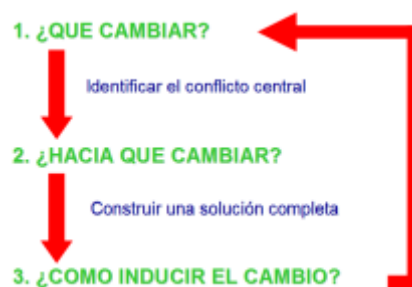 1. ¿QUE CAMBIAR?
Identificar el conflicto central
2. ¿HACIA QUE CAMBIAR?
Construir una solución completa
3. ¿COMO INDUCIR EL CAMBIO?